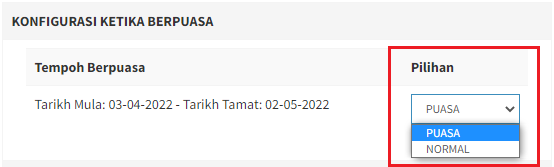 KONFIGURASI KETIKA BERPUASA
Tempoh Berpuasa Pilihan
Tarikh Mula: 03-04-2022 - Tarikh Tamat: 02-05-2022 PUASA
PUASA
NORMAL